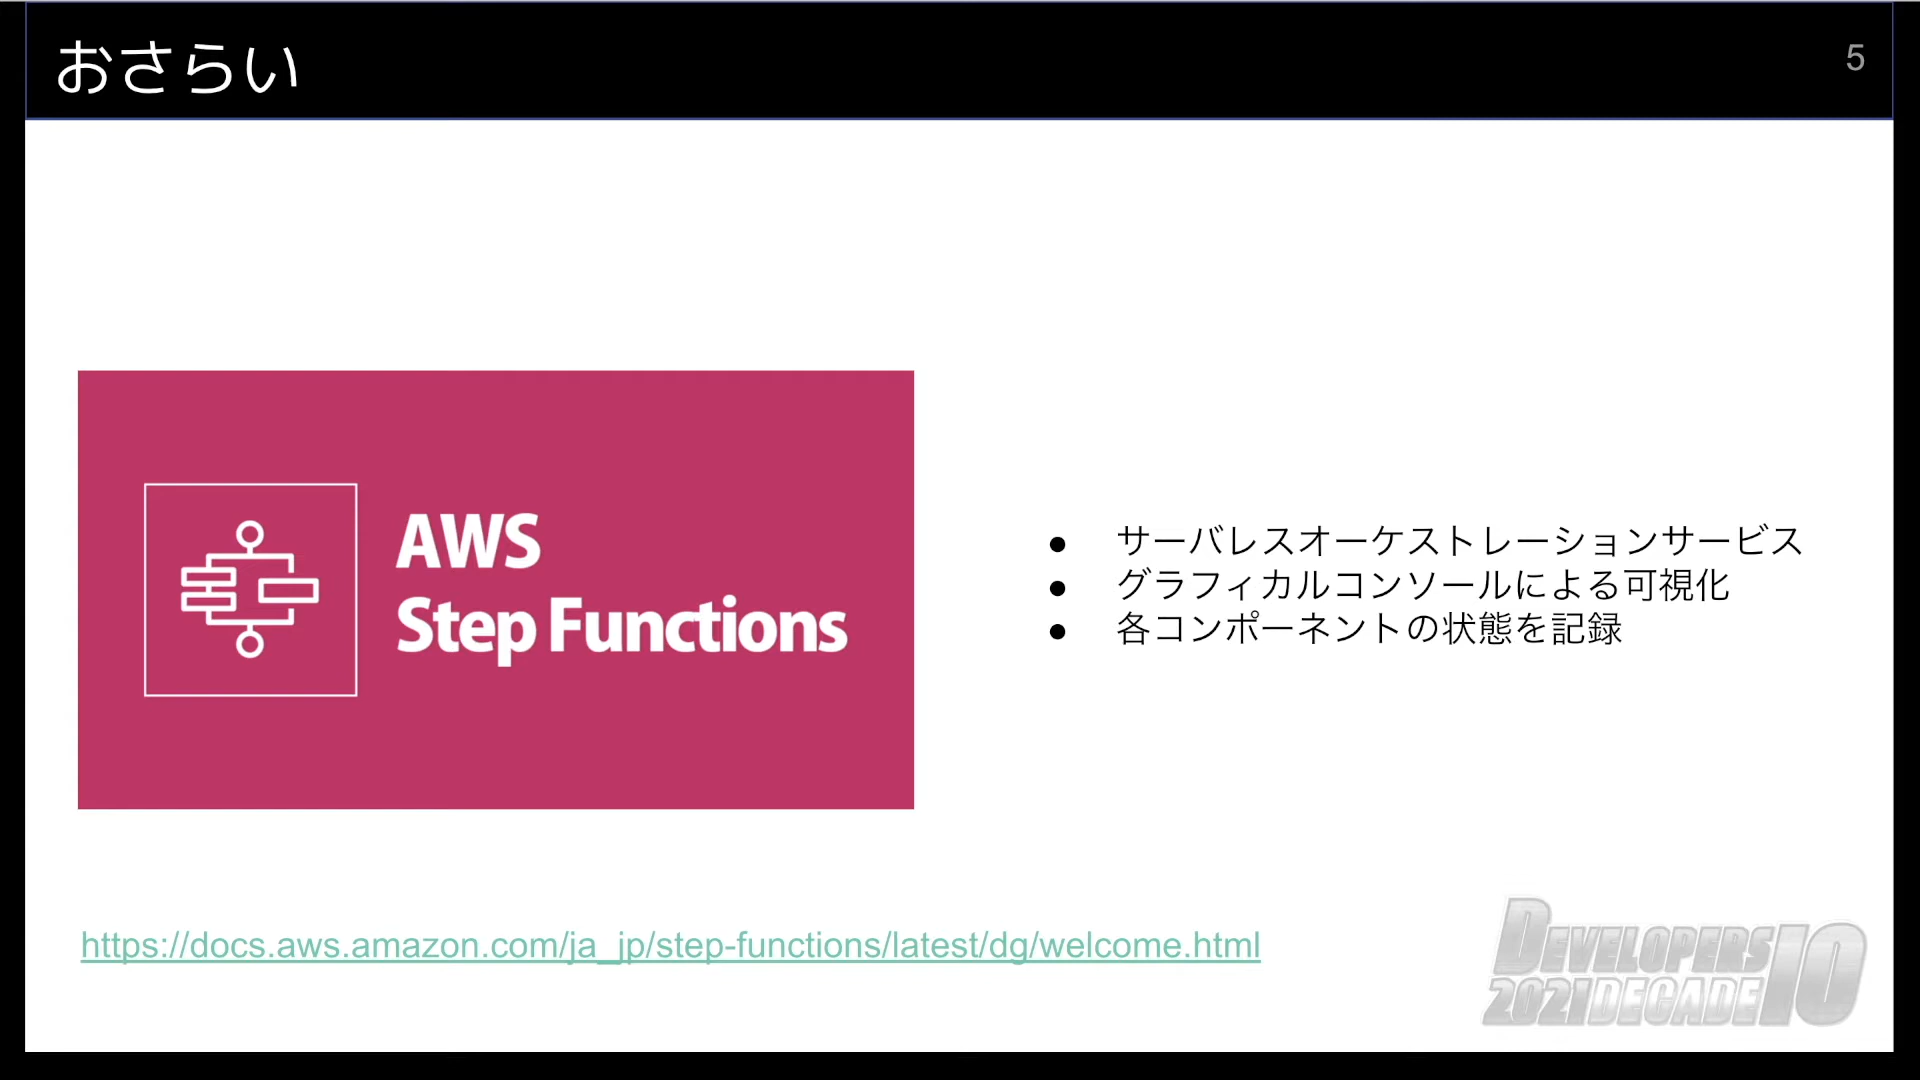 おさらい
5
AWS
Step Functions
● サーバレスオーケストレーションサービス
● グラフィカルコンソールによる可視化
● 各コンポーネントの状態を記録
https://docs.aws.amazon.com/ja_jp/step-functions/latest/dg/welcome.html
DEVELOPERS
2021 DECADE 10